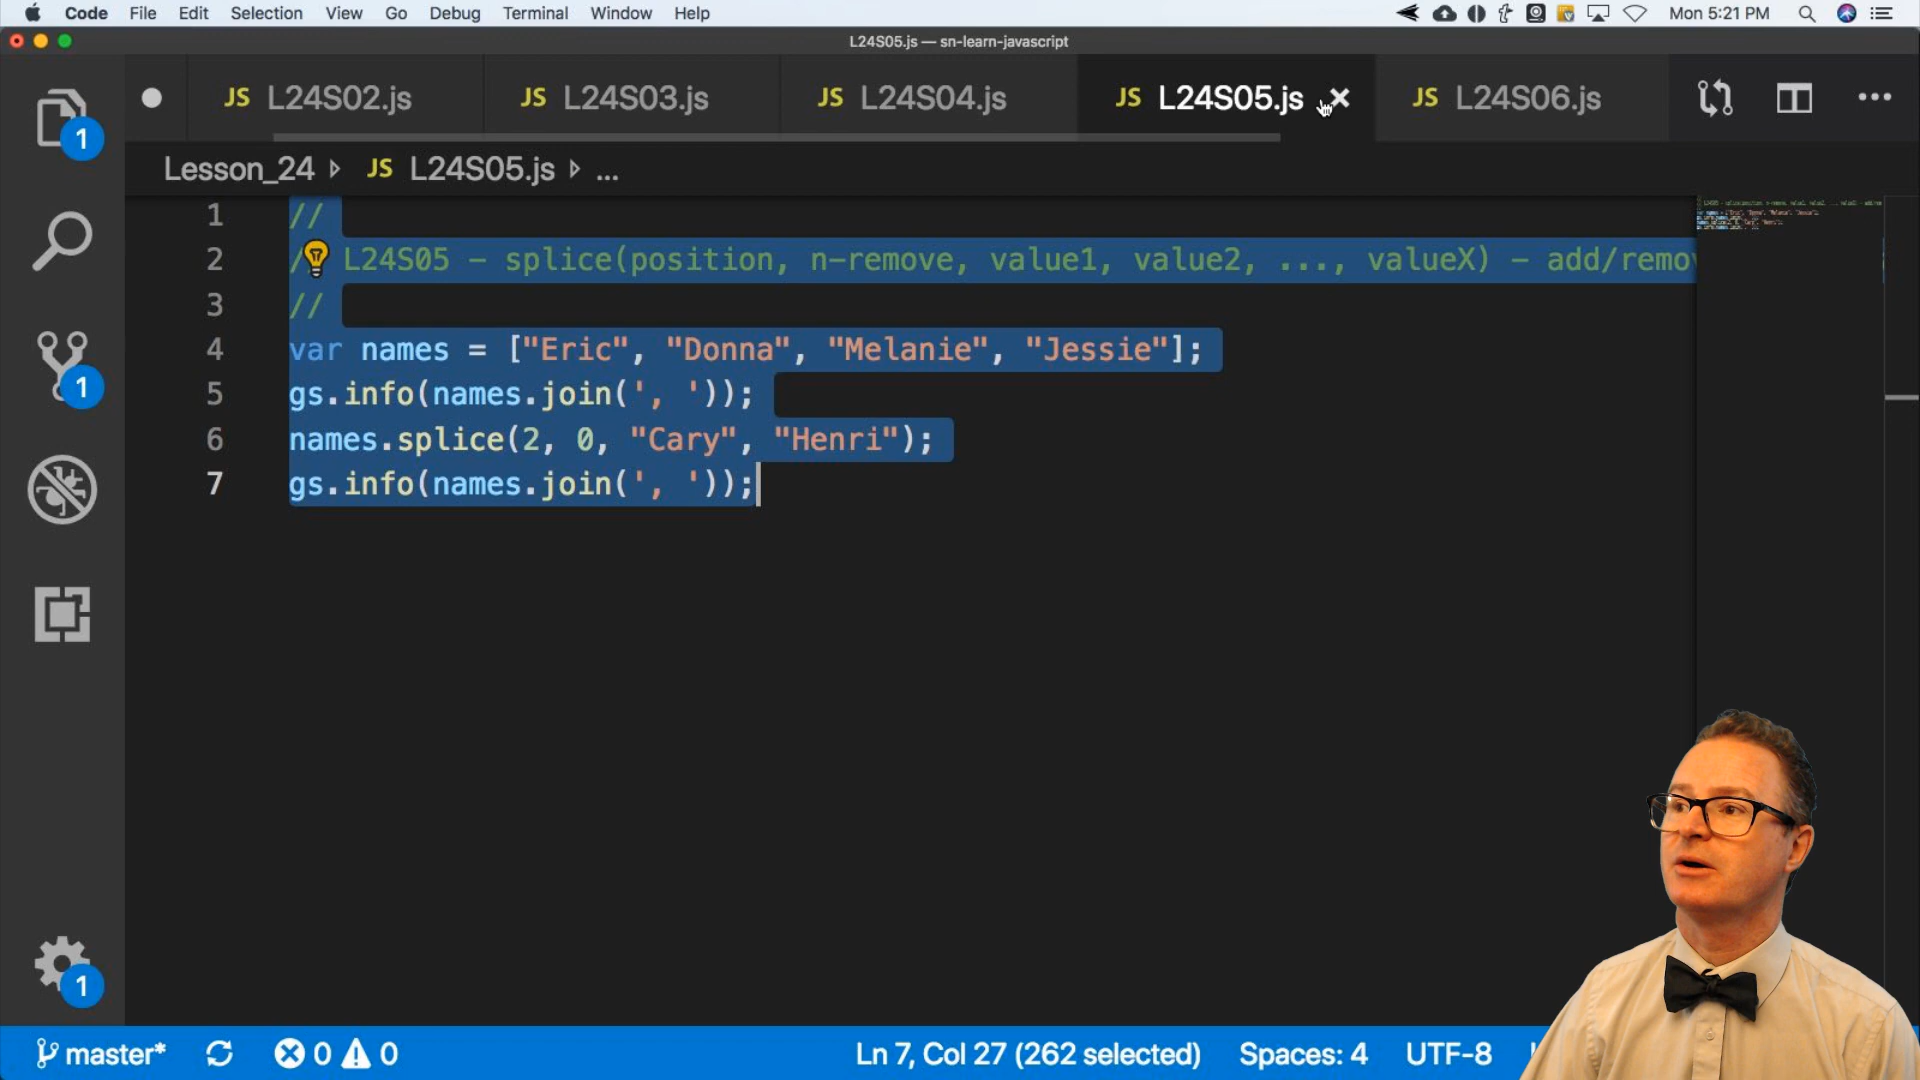 Code File Edit Selection View Go Debug Terminal Window Help Mon 5:21 PM
L24S05.js — sn-learn-javascript
JS L24S02.js JS L24S03.js JS L24S04.js JS L24S05.js JS L24S06.js
1
Lesson_24 JS L24S05.js ...
1 //
2 / L24S05 - splice(position, n-remove, value1, value2, ..., valueX) - add/remov
3 //
4 var names = ["Eric", "Donna", "Melanie", "Jessie"];
5 gs.info(names.join(', '));
6 names.splice(2, 0, "Cary", "Henri");
7 gs.info(names.join(', '));
1
1
master* 0 0 Ln 7, Col 27 (262 selected) Spaces: 4 UTF-8